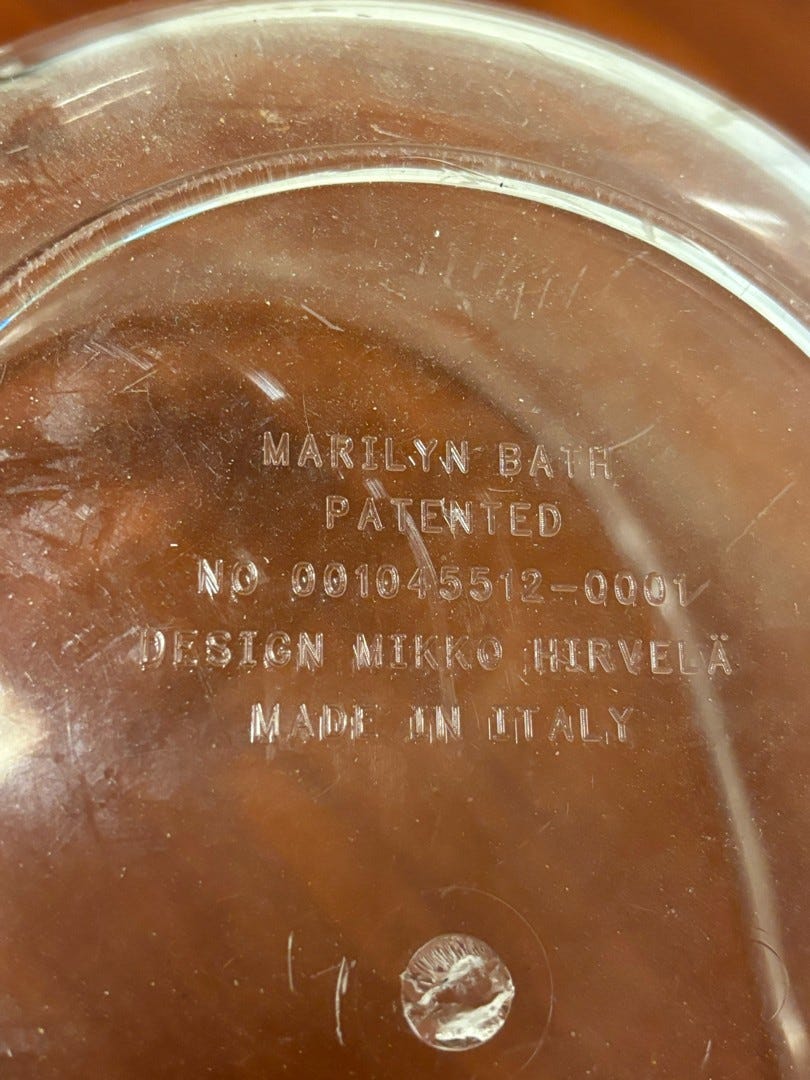 MARILYN BATH
PATENTED
NO 001045512-0001
DESIGN MIKKO HIRVELÄ
MADE IN ITALY